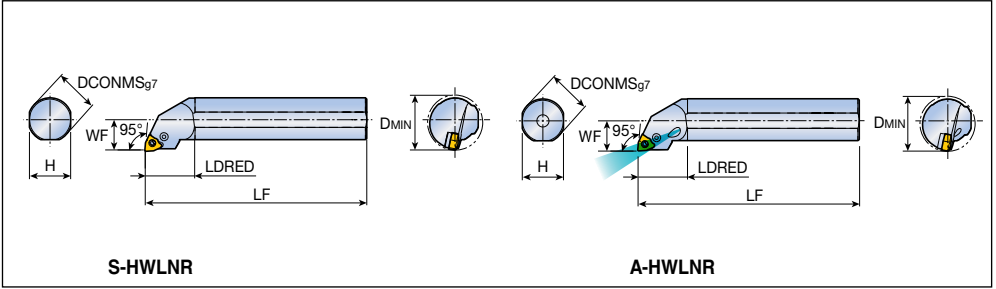 DCONMSg7
WF
95°
H
LDRED
LF
DMIN
S-HWLNR
DCONMSg7
WF
95°
H
LDRED
LF
DMIN
A-HWLNR